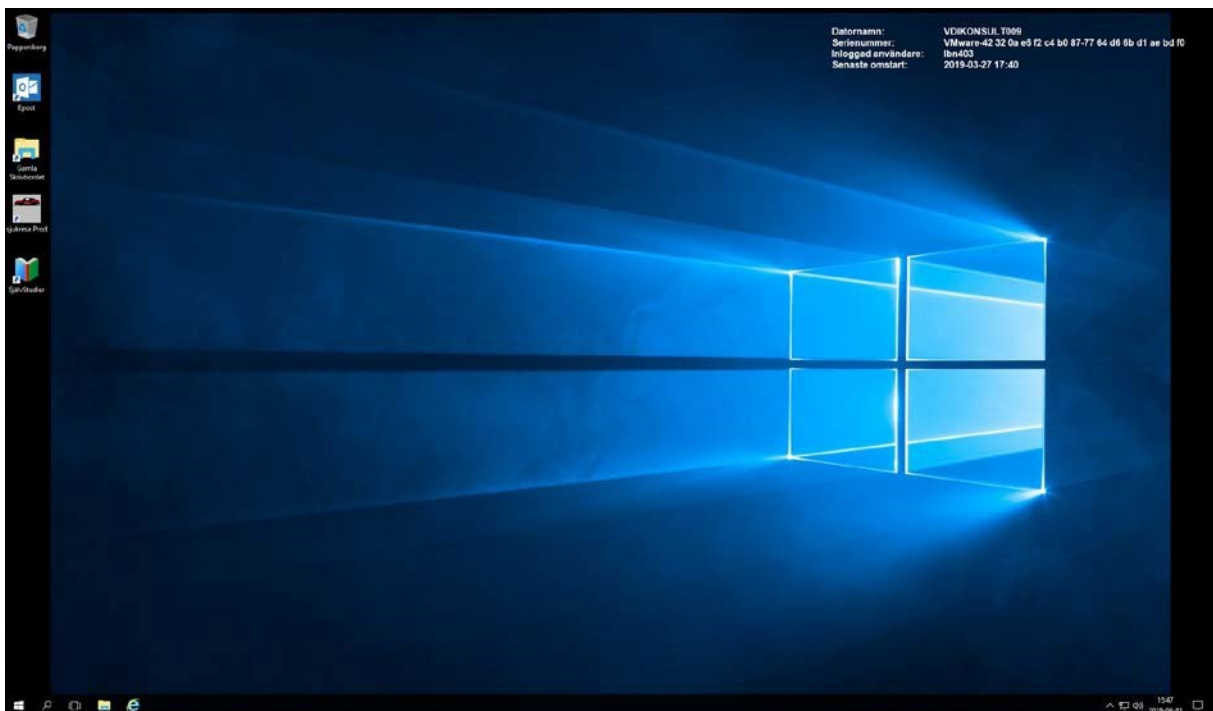 Papperskorg
Epost
Gamla
Skrivbordet
sjukresa Prod
SjälvStudier
Datornamn: VDIKONSULT009
Serienummer: VMware-42 32 0a e6 f2 c4 b0 87-77 64 d6 6b d1 ae bd f0
Inloggad användare: lbn403
Senaste omstart: 2019-03-27 17:40
15:47